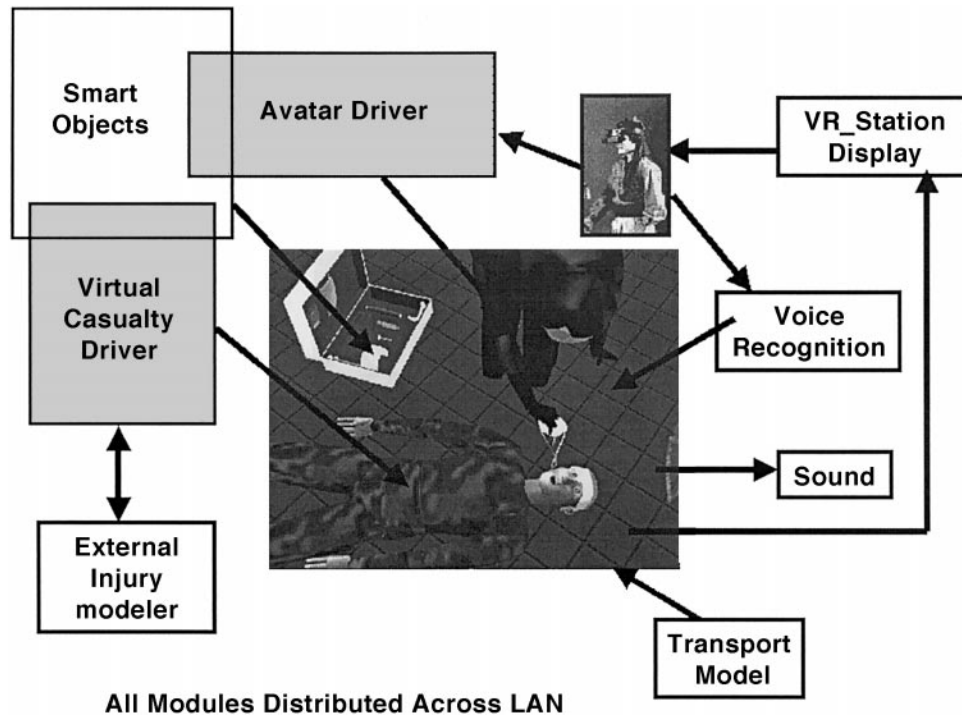 Smart
Objects
Avatar Driver
VR_Station
Display
Virtual
Casualty
Driver
Voice
Recognition
Sound
External
Injury
modeler
Transport
Model
All Modules Distributed Across LAN